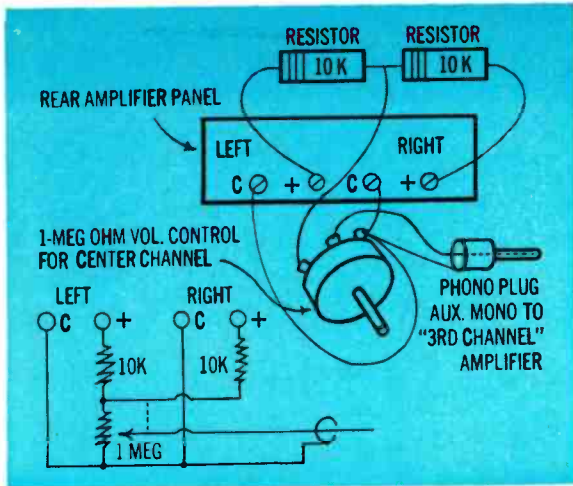 RESISTOR RESISTOR
10K 10K
REAR AMPLIFIER PANEL
LEFT RIGHT
C + C +
1-MEG OHM VOL. CONTROL
FOR CENTER CHANNEL
PHONO PLUG
AUX. MONO TO
"3RD CHANNEL"
AMPLIFIER
LEFT RIGHT
C + C +
10K 10K
1 MEG